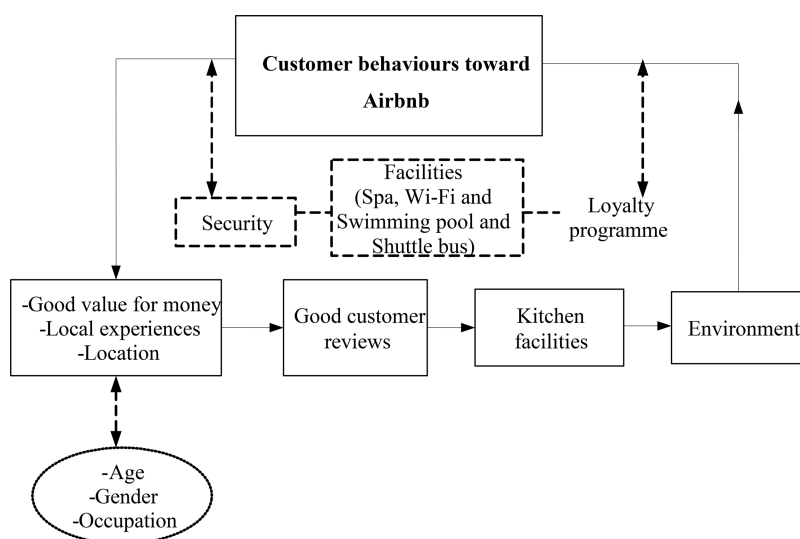 Customer behaviours toward
Airbnb
Facilities
(Spa, Wi-Fi and
Swimming pool and
Shuttle bus)
Security
Loyalty
programme
-Good value for money
-Local experiences
-Location
Good customer
reviews
Kitchen
facilities
Environment
-Age
-Gender
-Occupation